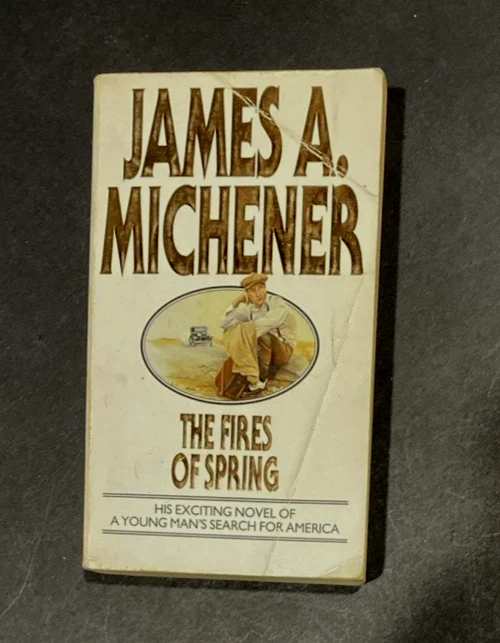 JAMES A.
MICHENER
THE FIRES
OF SPRING
HIS EXCITING NOVEL OF
A YOUNG MAN'S SEARCH FOR AMERICA